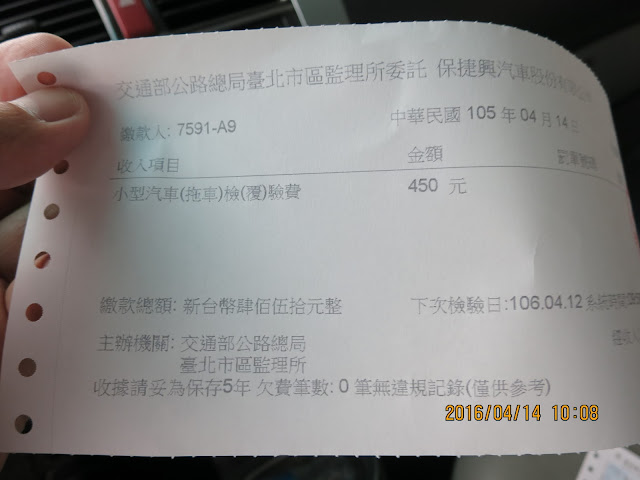 交通部公路總局臺北市區監理所委託 保捷興汽車股份有限公
繳款人: 7591-A9
中華民國 105 年 04 月 14 日
收入項目 金額
小型汽車(拖車)檢(覆)驗費 450 元
繳款總額: 新台幣肆佰伍拾元整 下次檢驗日:106.04.12 系統時間
主辦機關: 交通部公路總局
臺北市區監理所
收據請妥為保存5年 欠費筆數: 0 筆無違規記錄(僅供參考)
2016/04/14 10:08